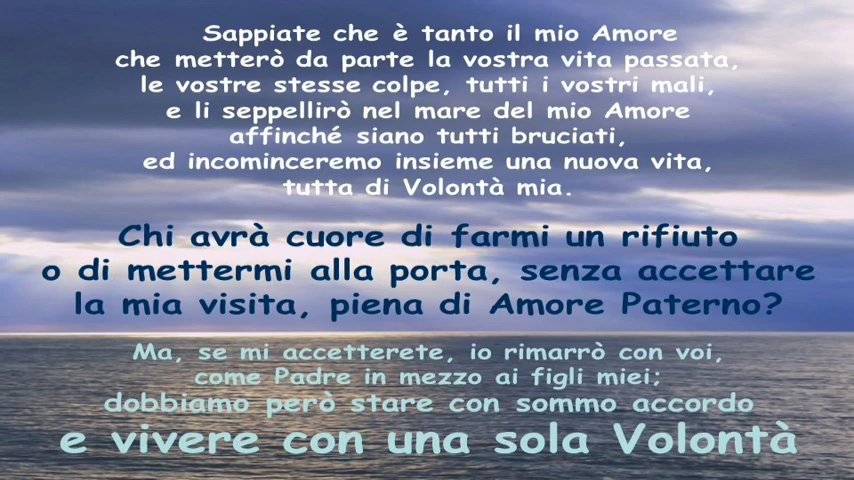 Sappiate che è tanto il mio Amore
che metterò da parte la vostra vita passata,
le vostre stesse colpe, tutti i vostri mali,
e li seppellirò nel mare del mio Amore
affinché siano tutti bruciati,
ed incominceremo insieme una nuova vita,
tutta di Volontà mia.
Chi avrà cuore di farmi un rifiuto
o di mettermi alla porta, senza accettare
la mia visita, piena di Amore Paterno?
Ma, se mi accetterete, io rimarrò con voi,
come Padre in mezzo ai figli miei;
dobbiamo però stare con sommo accordo
e vivere con una sola Volontà